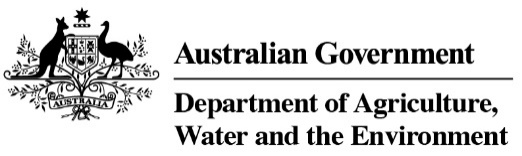 AUSTRALIA
Australian Government
Department of Agriculture,
Water and the Environment